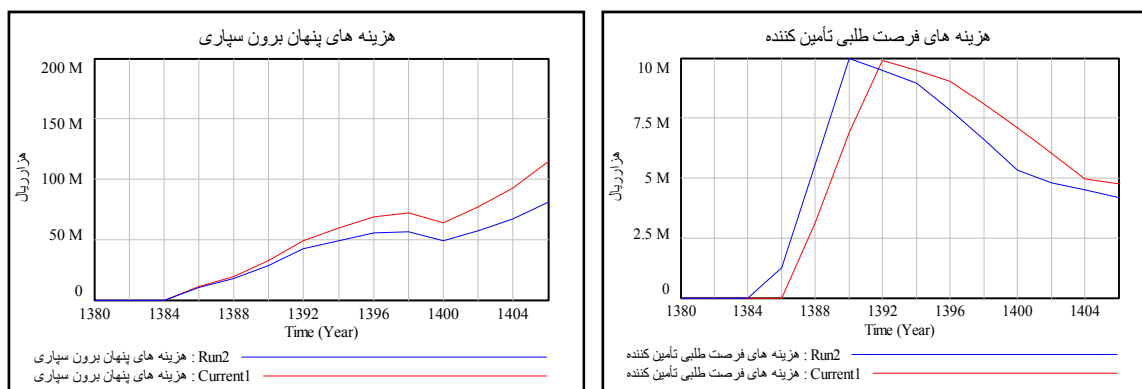 هزینه های پنهان برون سپاری
200 M
150 M
100 M
50 M
0
هزار ریال
1380 1384 1388 1392 1396 1400 1404
Time (Year)
هزینه های پنهان برون سپاری : Run2
هزینه های پنهان برون سپاری : Current1
هزینه های فرصت طلبی تأمین کننده
10 M
7.5 M
5 M
2.5 M
0
هزار ریال
1380 1384 1388 1392 1396 1400 1404
Time (Year)
هزینه های فرصت طلبی تأمین کننده : Run2
هزینه های فرصت طلبی تأمین کننده : Current1